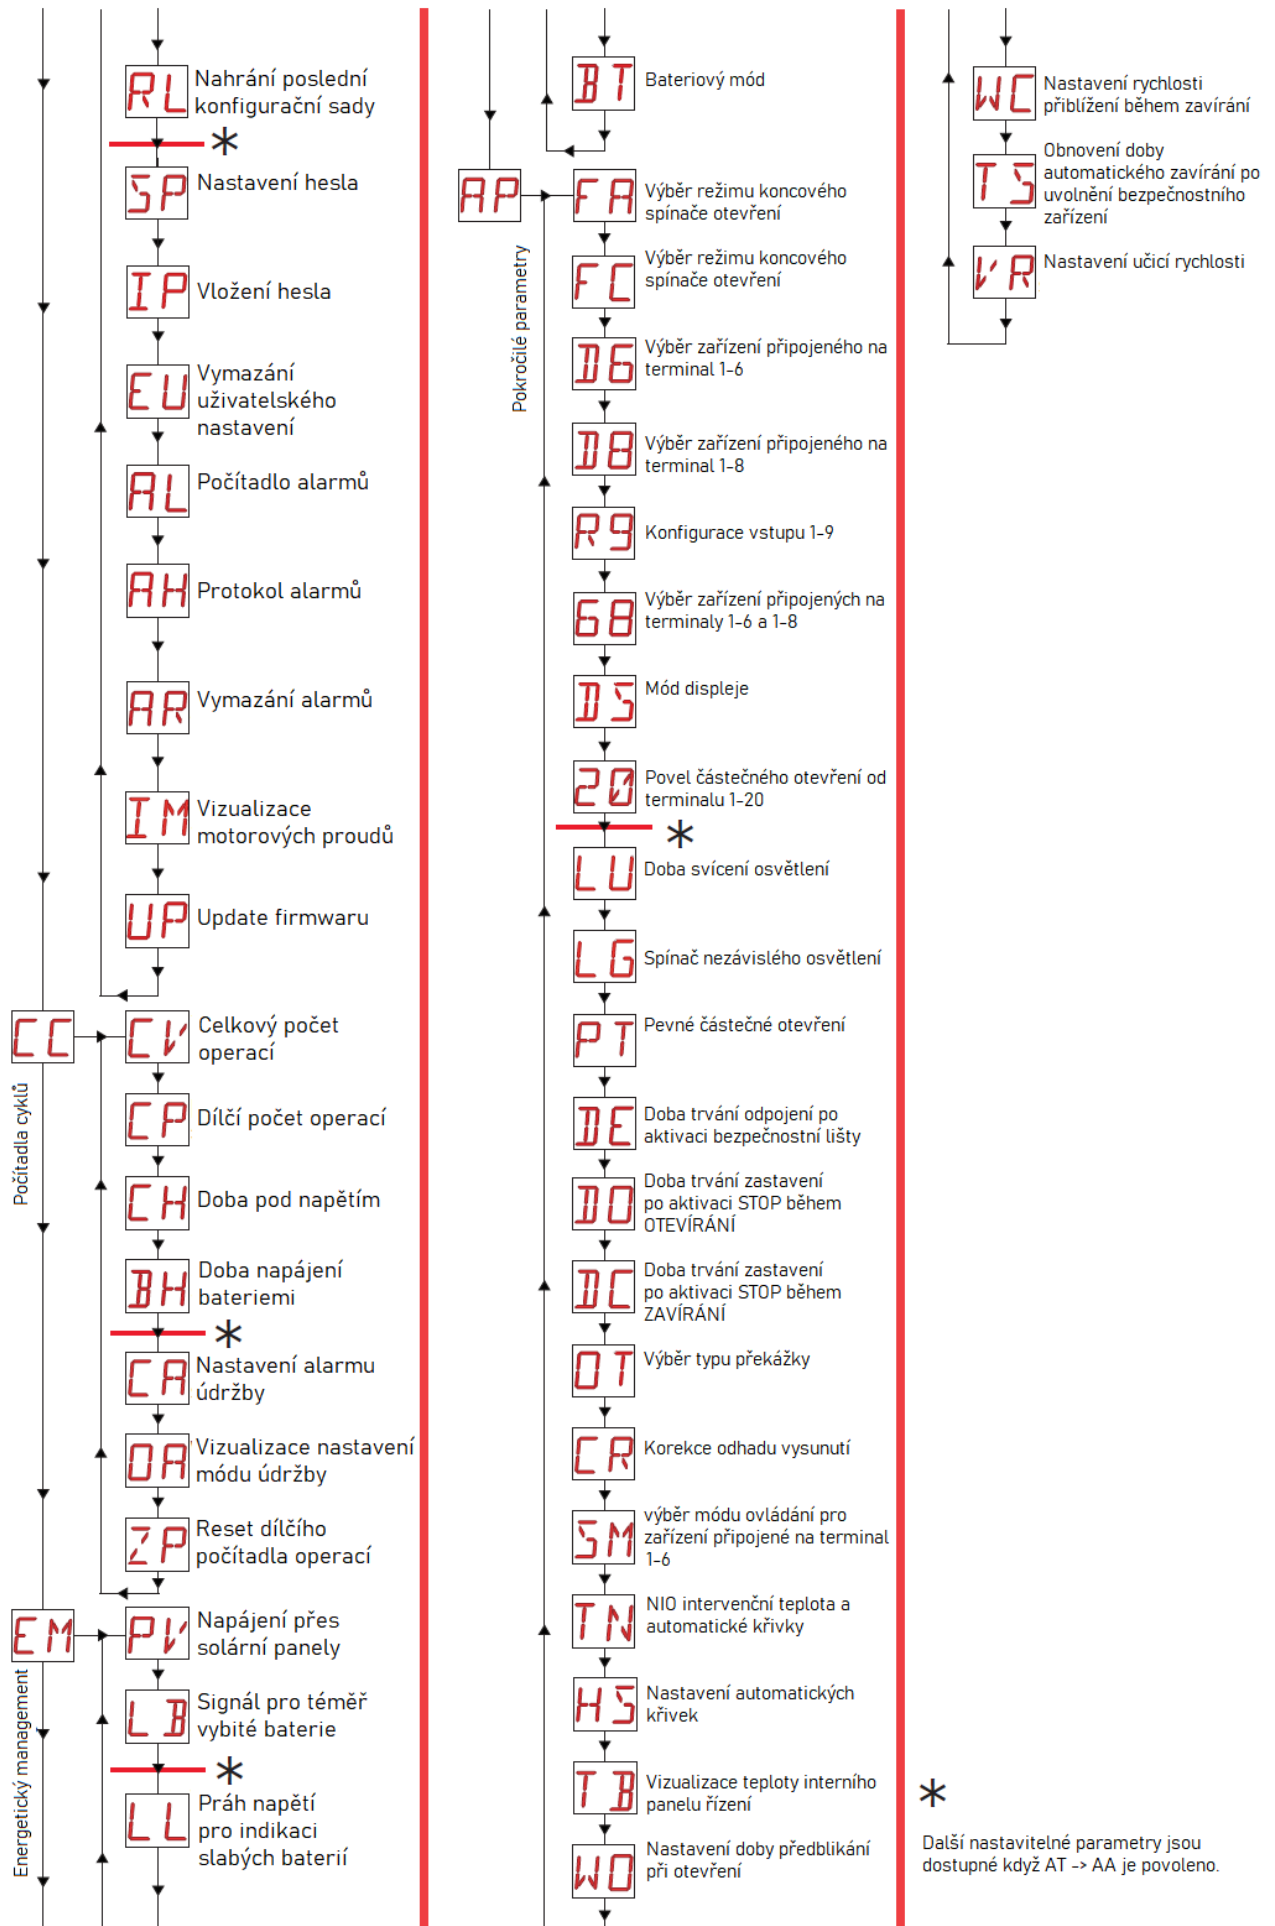 RL
Nahrání poslední
konfigurační sady
*
SP
Nastavení hesla
IP
Vložení hesla
EU
Vymazání
uživatelského
nastavení
AL
Počítadlo alarmů
AH
Protokol alarmů
AR
Vymazání alarmů
IM
Vizualizace
motorových proudů
UP
Update firmwaru
CC
Počítadla cyklů
CV
Celkový počet
operací
CP
Dílčí počet operací
CH
Doba pod napětím
BH
Doba napájení
bateriemi
*
CA
Nastavení alarmu
údržby
OA
Vizualizace nastavení
módu údržby
ZP
Reset dílčího
počítadla operací
EM
Energetický management
PV
Napájení přes
solární panely
LB
Signál pro téměř
vybité baterie
*
LL
Práh napětí
pro indikaci
slabých baterií
BT
Bateriový mód
AP
Pokročilé parametry
FA
Výběr režimu koncového
spínače otevření
FC
Výběr režimu koncového
spínače otevření
D6
Výběr zařízení připojeného na
terminal 1-6
D8
Výběr zařízení připojeného na
terminal 1-8
R9
Konfigurace vstupu 1-9
68
Výběr zařízení připojených na
terminaly 1-6 a 1-8
DS
Mód displeje
20
Povel částečného otevření od
terminalu 1-20
*
LU
Doba svícení osvětlení
LG
Spínač nezávislého osvětlení
PT
Pevné částečné otevření
DE
Doba trvání odpojení po
aktivaci bezpečnostní lišty
DO
Doba trvání zastavení
po aktivaci STOP během
OTEVÍRÁNÍ
DC
Doba trvání zastavení
po aktivaci STOP během
ZAVÍRÁNÍ
OT
Výběr typu překážky
CR
Korekce odhadu vysunutí
SM
výběr módu ovládání pro
zařízení připojené na terminal
1-6
TN
NIO intervenční teplota a
automatické křivky
HS
Nastavení automatických
křivek
TB
Vizualizace teploty interního
panelu řízení
WO
Nastavení doby předblikání
při otevření
WC
Nastavení rychlosti
přiblížení během zavírání
TS
Obnovení doby
automatického zavírání po
uvolnění bezpečnostního
zařízení
VR
Nastavení učicí rychlosti
*
Další nastavitelné parametry jsou
dostupné když AT -> AA je povoleno.